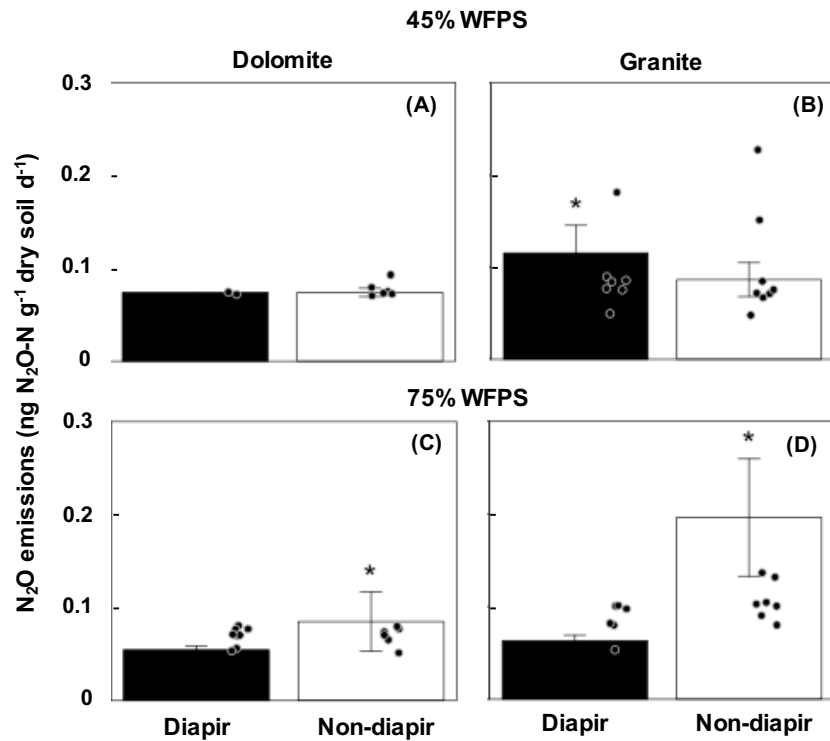 45% WFPS
Dolomite
Granite
N₂O emissions (ng N₂O-N g⁻¹ dry soil d⁻¹)
0.3
0.2
0.1
0
(A)
(B)
*
75% WFPS
0.3
0.2
0.1
0
(C)
*
(D)
*
Diapir
Non-diapir
Diapir
Non-diapir